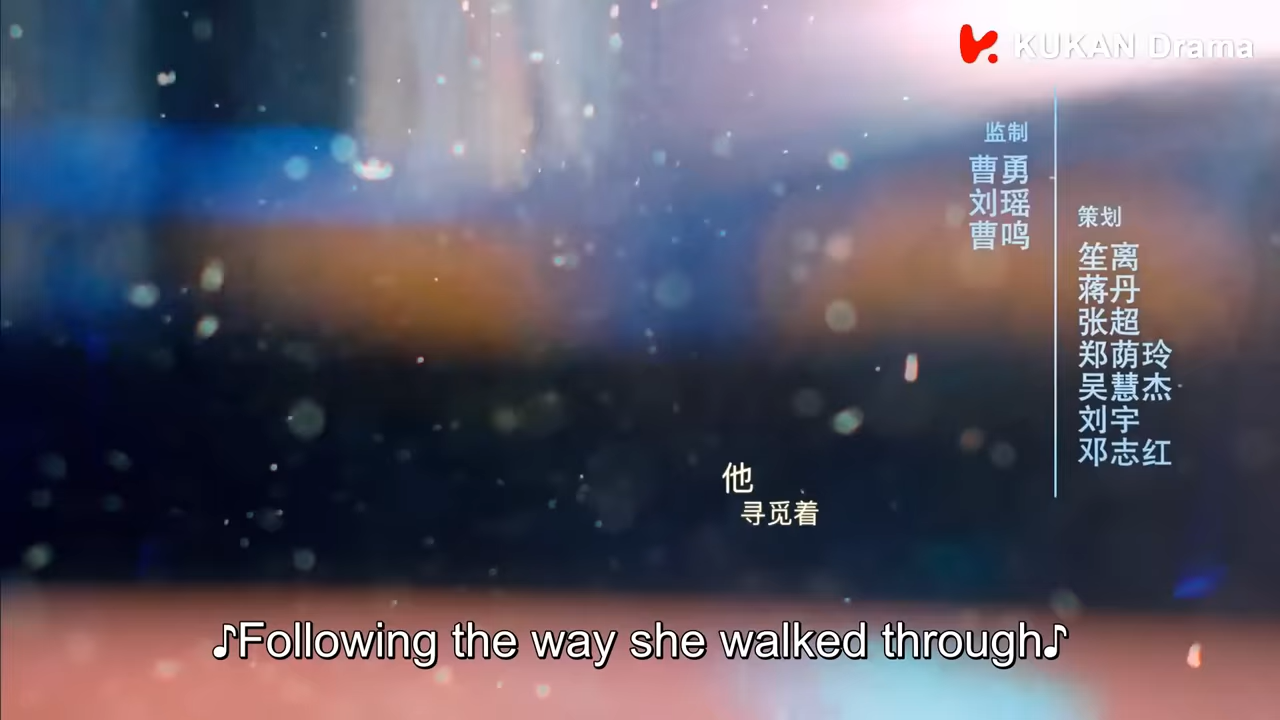 KUKAN Drama
监制
曹勇
刘瑶
曹鸣
策划
笙离
蒋丹
张超
郑荫玲
吴慧杰
刘宇
邓志红
他
寻觅着
♪Following the way she walked through♪